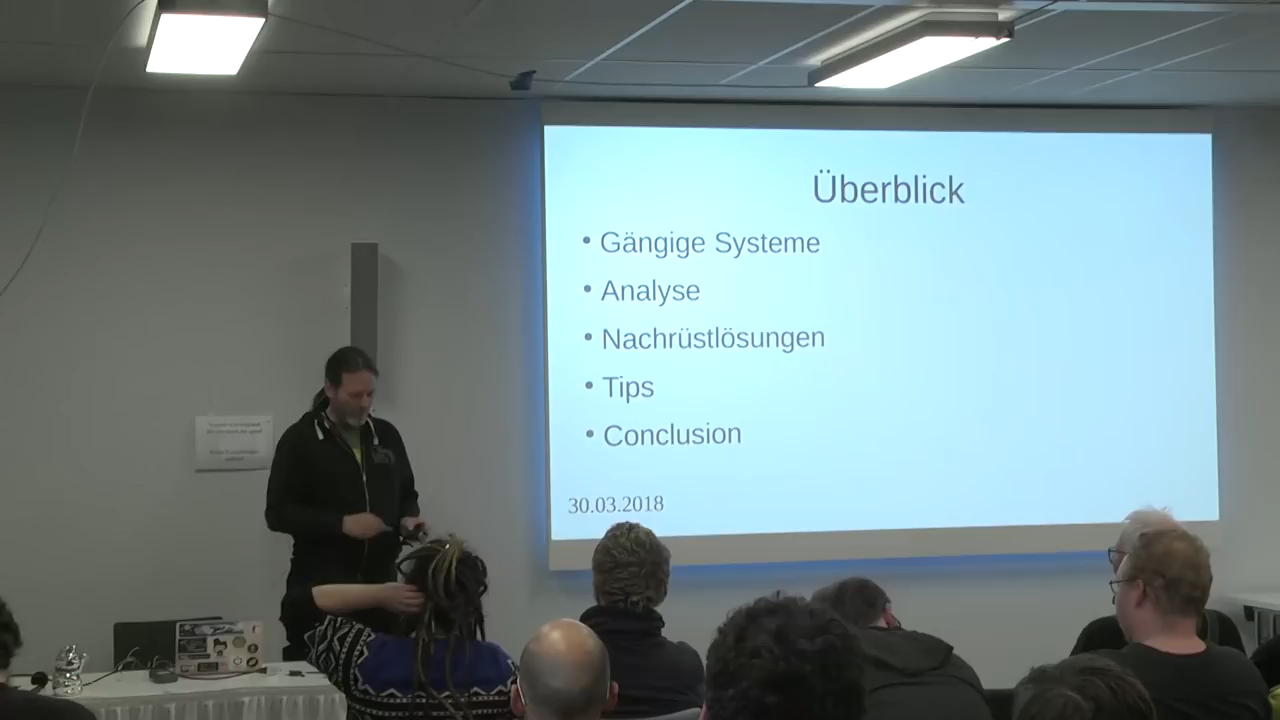 Überblick
• Gängige Systeme
• Analyse
• Nachrüstlösungen
• Tips
• Conclusion
30.03.2018